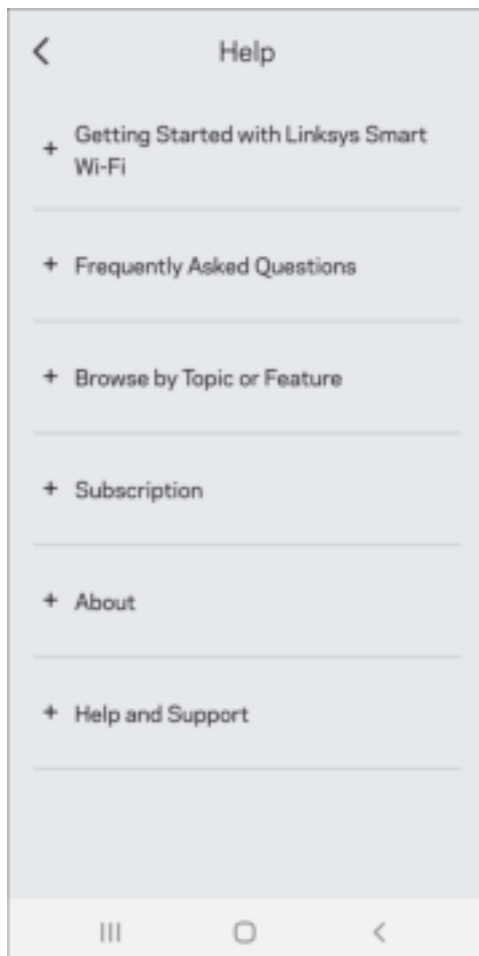 Help
Getting Started with Linksys Smart
Wi-Fi
Frequently Asked Questions
Browse by Topic or Feature
Subscription
About
Help and Support